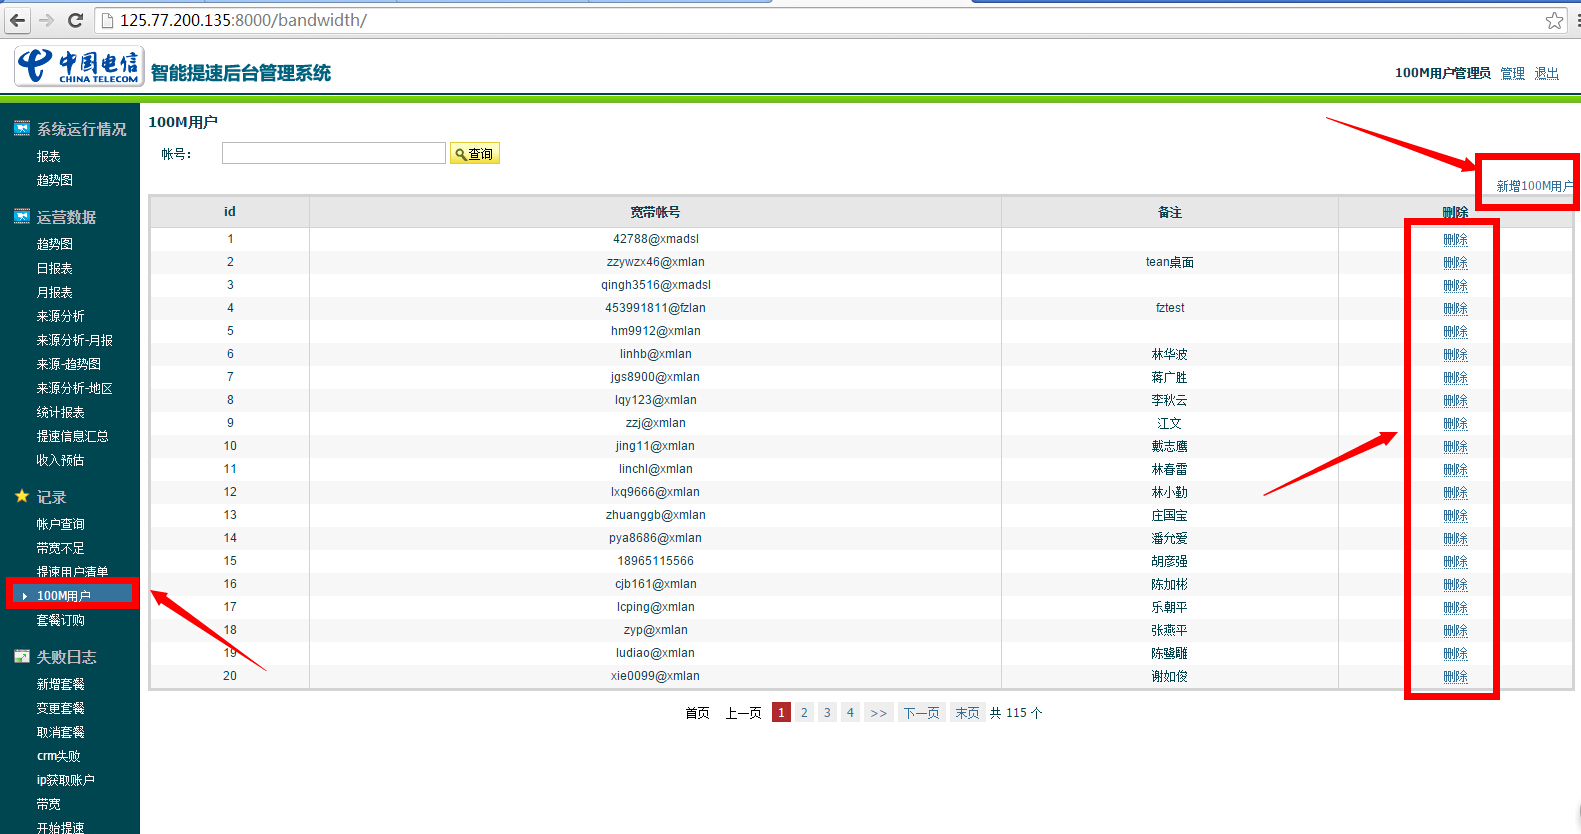 125.77.200.135:8000/bandwidth/
中国电信
CHINA TELECOM
智能提速后台管理系统
100M用户管理员 管理 退出
系统运行情况
报表
趋势图
运营数据
趋势图
日报表
月报表
来源分析
来源分析-月报
来源-趋势图
来源分析-地区
统计报表
提速信息汇总
收入预估
记录
帐户查询
带宽不足
提速用户清单
100M用户
套餐订购
失败日志
新增套餐
变更套餐
取消套餐
crm失败
ip获取账户
带宽
开始提速
100M用户
帐号： 查询
新增100M用户
id 宽带帐号 备注 删除
1 42788@xmadsl 删除
2 zzywzx46@xmlan tean桌面 删除
3 qingh3516@xmadsl 删除
4 453991811@fzlan fztest 删除
5 hm9912@xmlan 删除
6 linhb@xmlan 林华波 删除
7 jgs8900@xmlan 蒋广胜 删除
8 lqy123@xmlan 李秋云 删除
9 zzj@xmlan 江文 删除
10 jing11@xmlan 戴志鹰 删除
11 linchl@xmlan 林春雷 删除
12 lxq9666@xmlan 林小勤 删除
13 zhuanggb@xmlan 庄国宝 删除
14 pya8686@xmlan 潘允爱 删除
15 18965115566 胡彦强 删除
16 cjb161@xmlan 陈加彬 删除
17 lcping@xmlan 乐朝平 删除
18 zyp@xmlan 张燕平 删除
19 ludiao@xmlan 陈鹭雕 删除
20 xie0099@xmlan 谢如俊 删除
首页 上一页 1 2 3 4 >> 下一页 末页 共 115 个